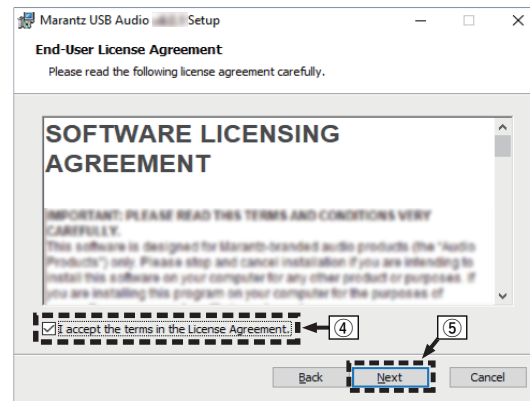 Marantz USB Audio Setup
End-User License Agreement
Please read the following license agreement carefully.
SOFTWARE LICENSING
AGREEMENT
IMPORTANT: PLEASE READ THIS TERMS AND CONDITIONS VERY
CAREFULLY.
This software is designed for Marantz-branded audio products (the "Audio
Products") only. Please stop and cancel installation if you are intending to
install this software on your computer for any other product or purposes. If
you are installing this program on your computer for the purposes of
I accept the terms in the License Agreement.
④
⑤
Back
Next
Cancel